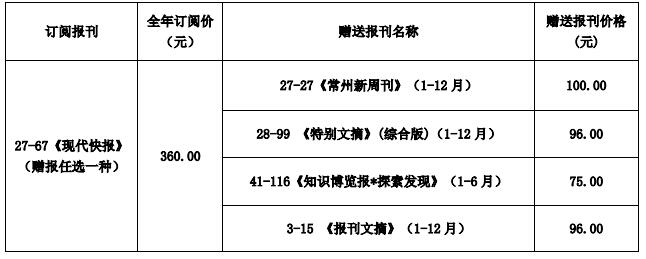 订阅报刊
全年订阅价
（元）
赠送报刊名称
赠送报刊价格
(元)
27-67《现代快报》
（赠报任选一种）
360.00
27-27《常州新周刊》（1-12月）
100.00
28-99 《特别文摘》(综合版)（1-12月）
96.00
41-116《知识博览报*探索发现》（1-6月）
75.00
3-15 《报刊文摘》（1-12月）
96.00